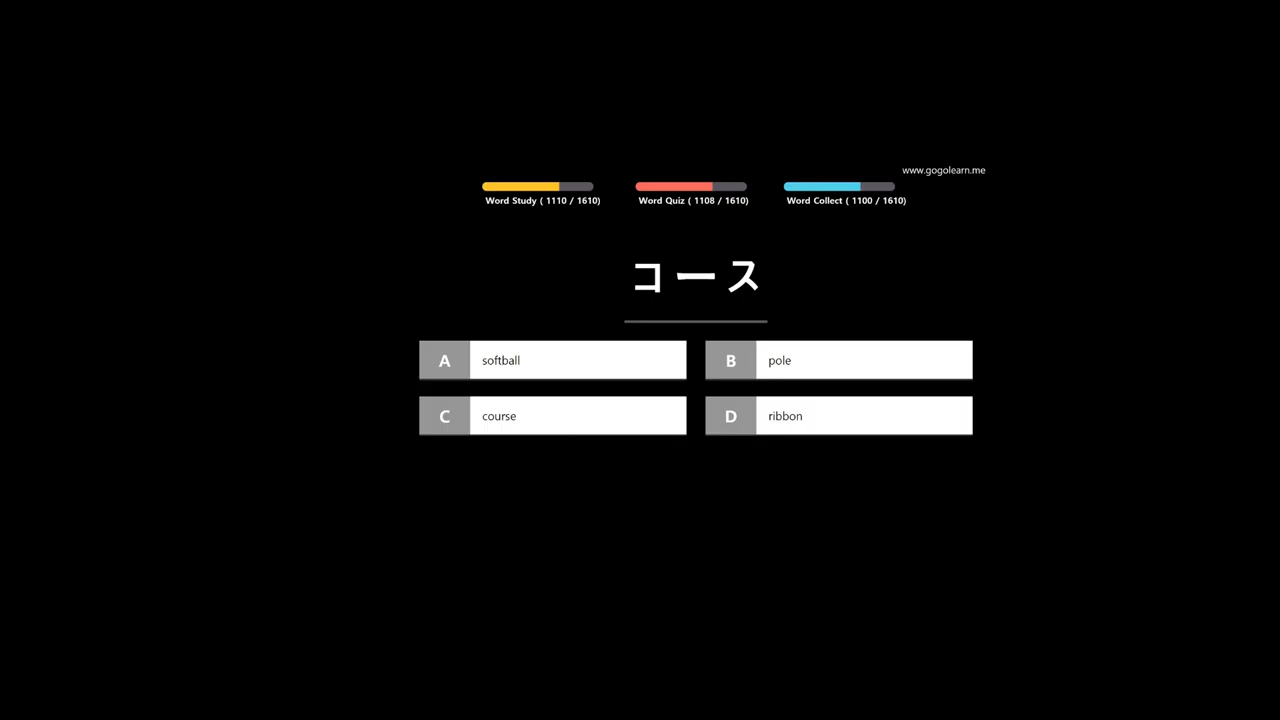 www.gogolearn.me
Word Study ( 1110 / 1610)
Word Quiz ( 1108 / 1610)
Word Collect ( 1100 / 1610)
コース
A softball
B pole
C course
D ribbon